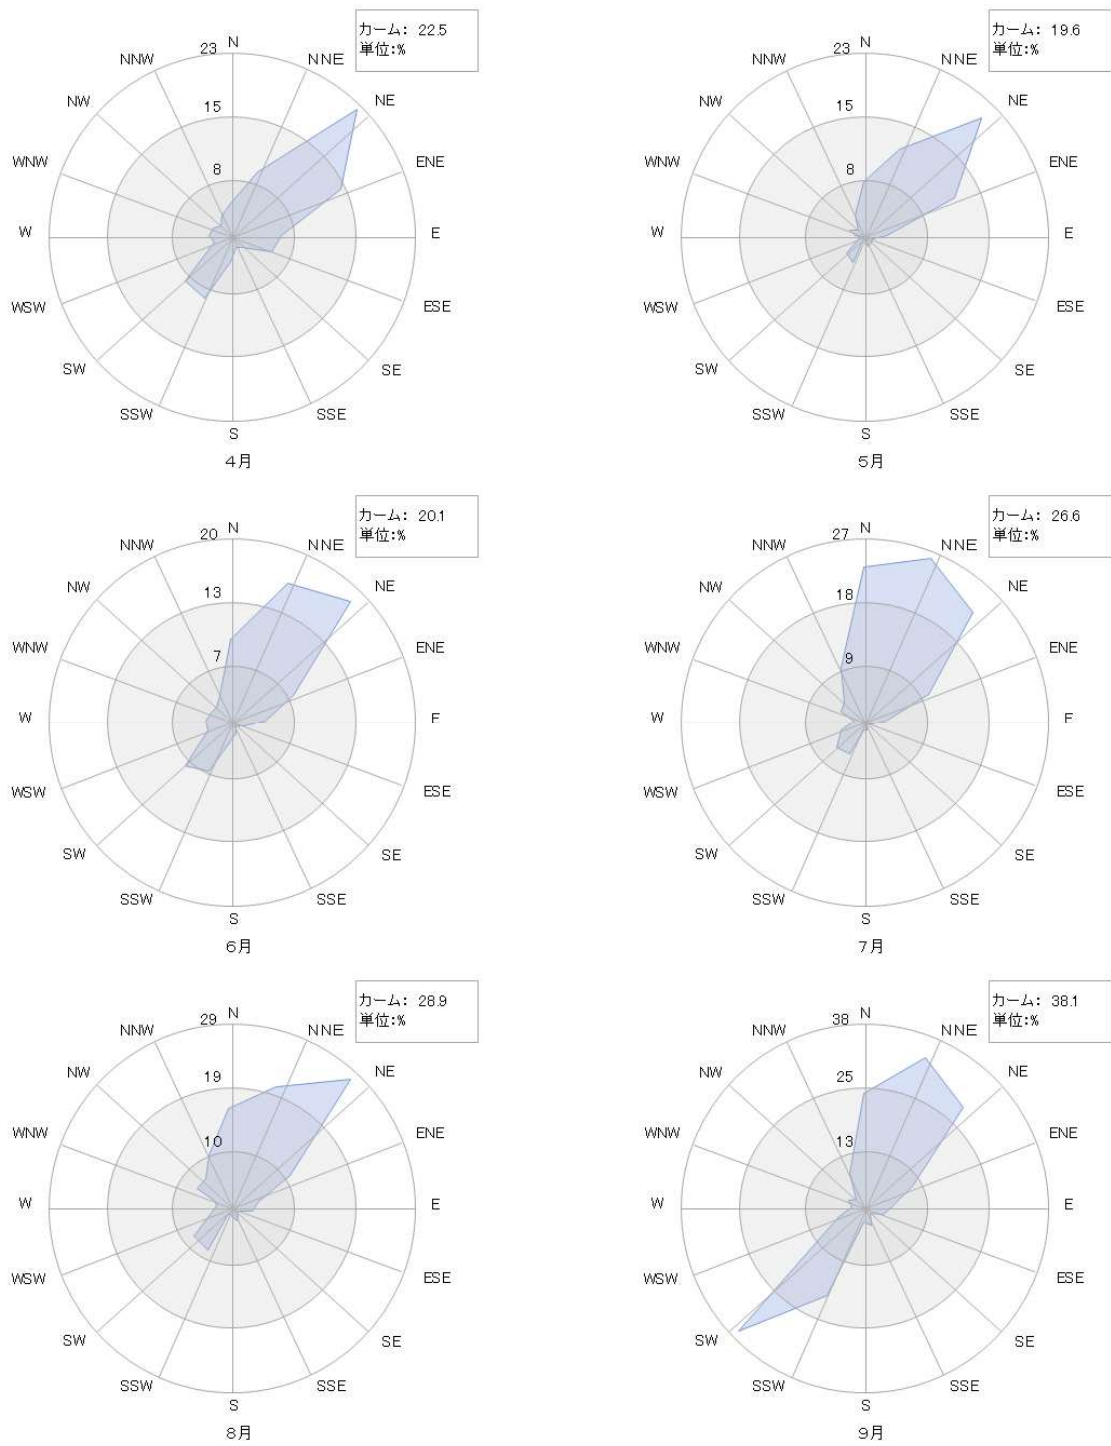 カーム: 22.5
単位:%
N
NNE
NE
ENE
E
ESE
SE
SSE
S
SSW
SW
WSW
W
WNW
NW
NNW
23
15
8
4月
カーム: 19.6
単位:%
N
NNE
NE
ENE
E
ESE
SE
SSE
S
SSW
SW
WSW
W
WNW
NW
NNW
23
15
8
5月
カーム: 20.1
単位:%
N
NNE
NE
ENE
E
ESE
SE
SSE
S
SSW
SW
WSW
W
WNW
NW
NNW
20
13
7
6月
カーム: 26.6
単位:%
N
NNE
NE
ENE
E
ESE
SE
SSE
S
SSW
SW
WSW
W
WNW
NW
NNW
27
18
9
7月
カーム: 28.9
単位:%
N
NNE
NE
ENE
E
ESE
SE
SSE
S
SSW
SW
WSW
W
WNW
NW
NNW
29
19
10
8月
カーム: 38.1
単位:%
N
NNE
NE
ENE
E
ESE
SE
SSE
S
SSW
SW
WSW
W
WNW
NW
NNW
38
25
13
9月